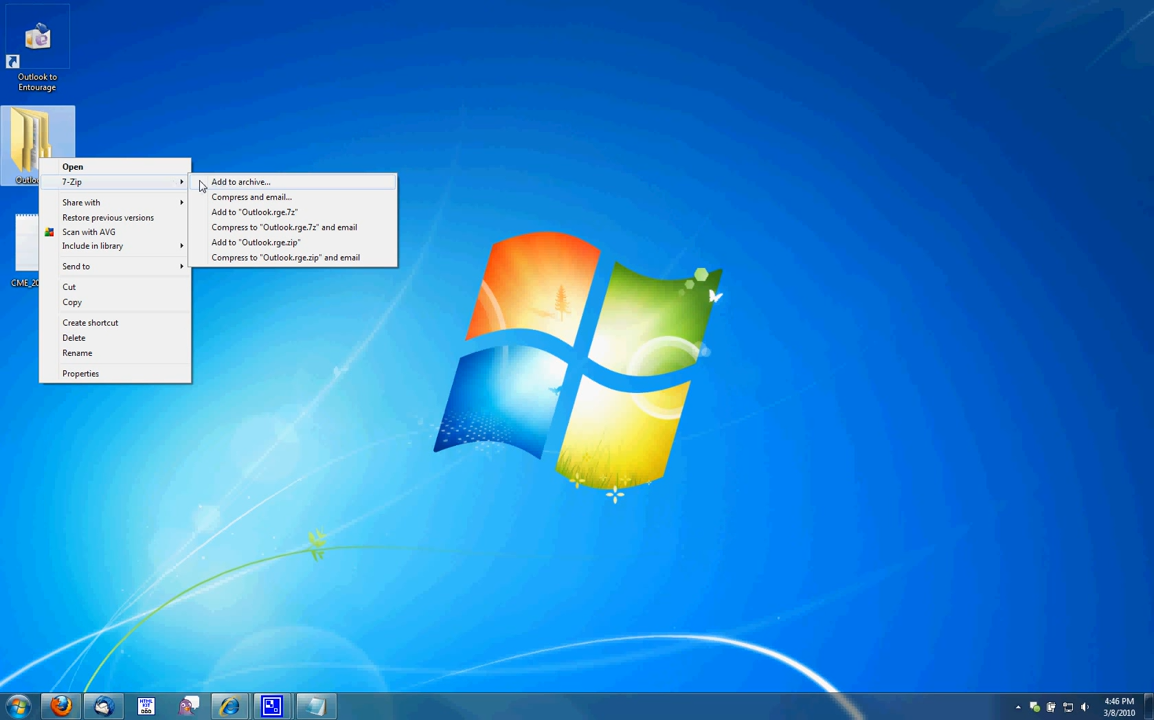 Outlook to
Entourage
Open
7-Zip
Share with
Restore previous versions
Scan with AVG
Include in library
Send to
Cut
Copy
Create shortcut
Delete
Rename
Properties
Add to archive...
Compress and email...
Add to "Outlook.rge.7z"
Compress to "Outlook.rge.7z" and email
Add to "Outlook.rge.zip"
Compress to "Outlook.rge.zip" and email
CME_20
HTML
KIT
4:46 PM
3/8/2010